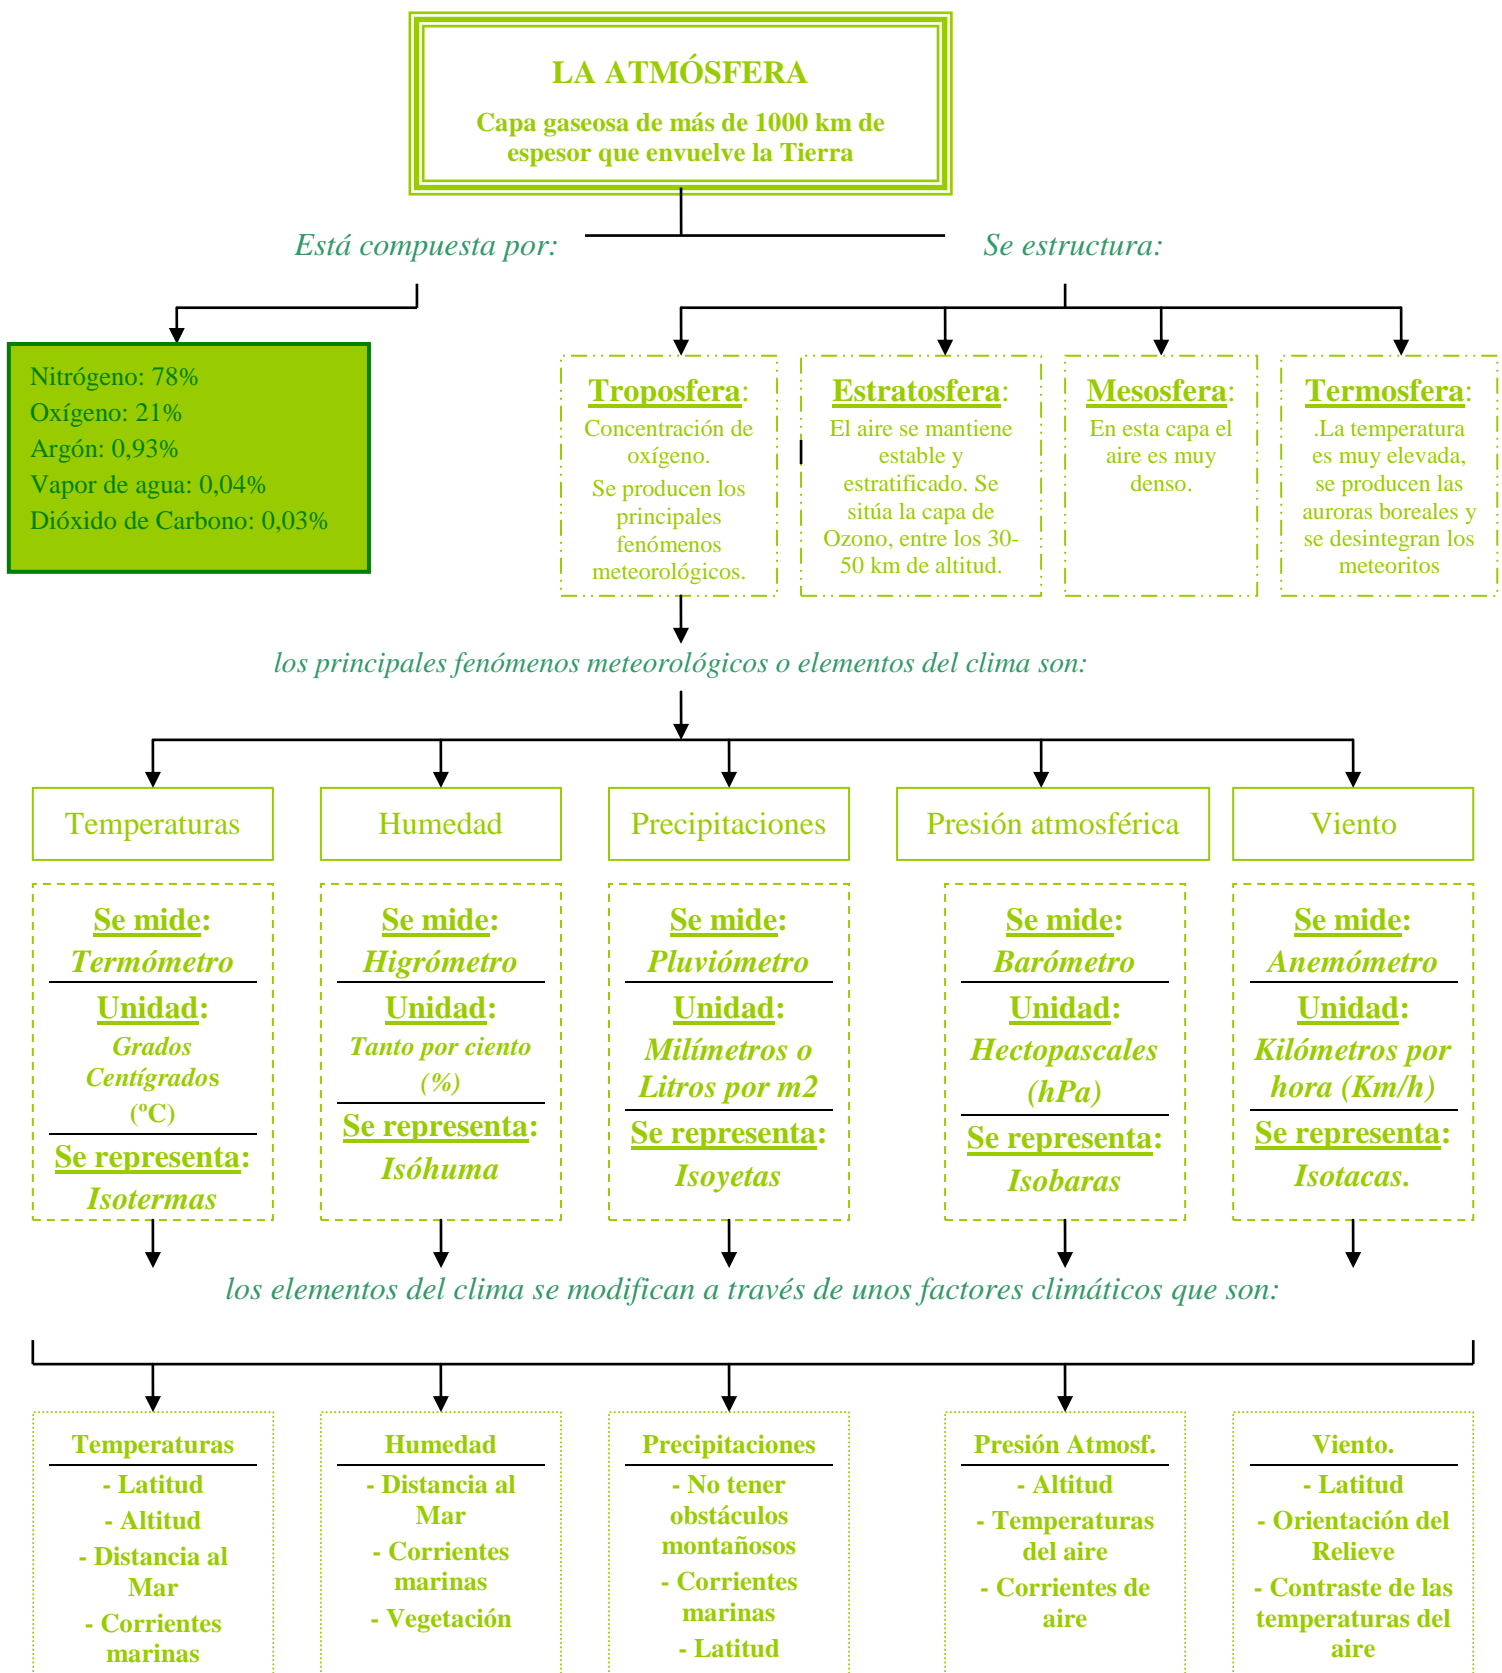 LA ATMÓSFERA
Capa gaseosa de más de 1000 km de
espesor que envuelve la Tierra
Está compuesta por:
Se estructura:
Nitrógeno: 78%
Oxígeno: 21%
Argón: 0,93%
Vapor de agua: 0,04%
Dióxido de Carbono: 0,03%
Troposfera:
Concentración de
oxígeno.
Se producen los
principales
fenómenos
meteorológicos.
Estratosfera:
El aire se mantiene
estable y
estratificado. Se
sitúa la capa de
Ozono, entre los 30-
50 km de altitud.
Mesosfera:
En esta capa el
aire es muy
denso.
Termosfera:
.La temperatura
es muy elevada,
se producen las
auroras boreales y
se desintegran los
meteoritos
los principales fenómenos meteorológicos o elementos del clima son:
Temperaturas
Humedad
Precipitaciones
Presión atmosférica
Viento
Se mide:
Termómetro
Unidad:
Grados
Centígrados
(ºC)
Se representa:
Isotermas
Se mide:
Higrómetro
Unidad:
Tanto por ciento
(%)
Se representa:
Isóhuma
Se mide:
Pluviómetro
Unidad:
Milímetros o
Litros por m2
Se representa:
Isoyetas
Se mide:
Barómetro
Unidad:
Hectopascales
(hPa)
Se representa:
Isobaras
Se mide:
Anemómetro
Unidad:
Kilómetros por
hora (Km/h)
Se representa:
Isotacas.
los elementos del clima se modifican a través de unos factores climáticos que son:
Temperaturas
- Latitud
- Altitud
- Distancia al
Mar
- Corrientes
marinas
Humedad
- Distancia al
Mar
- Corrientes
marinas
- Vegetación
Precipitaciones
- No tener
obstáculos
montañosos
- Corrientes
marinas
- Latitud
Presión Atmosf.
- Altitud
- Temperaturas
del aire
- Corrientes de
aire
Viento.
- Latitud
- Orientación del
Relieve
- Contraste de las
temperaturas del
aire